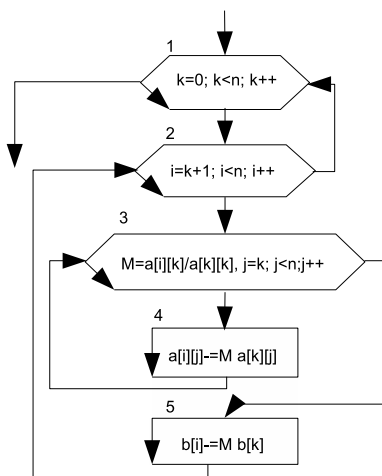 1
k=0; k<n; k++
2
i=k+1; i<n; i++
3
M=a[i][k]/a[k][k], j=k; j<n;j++
4
a[i][j]-=M a[k][j]
5
b[i]-=M b[k]